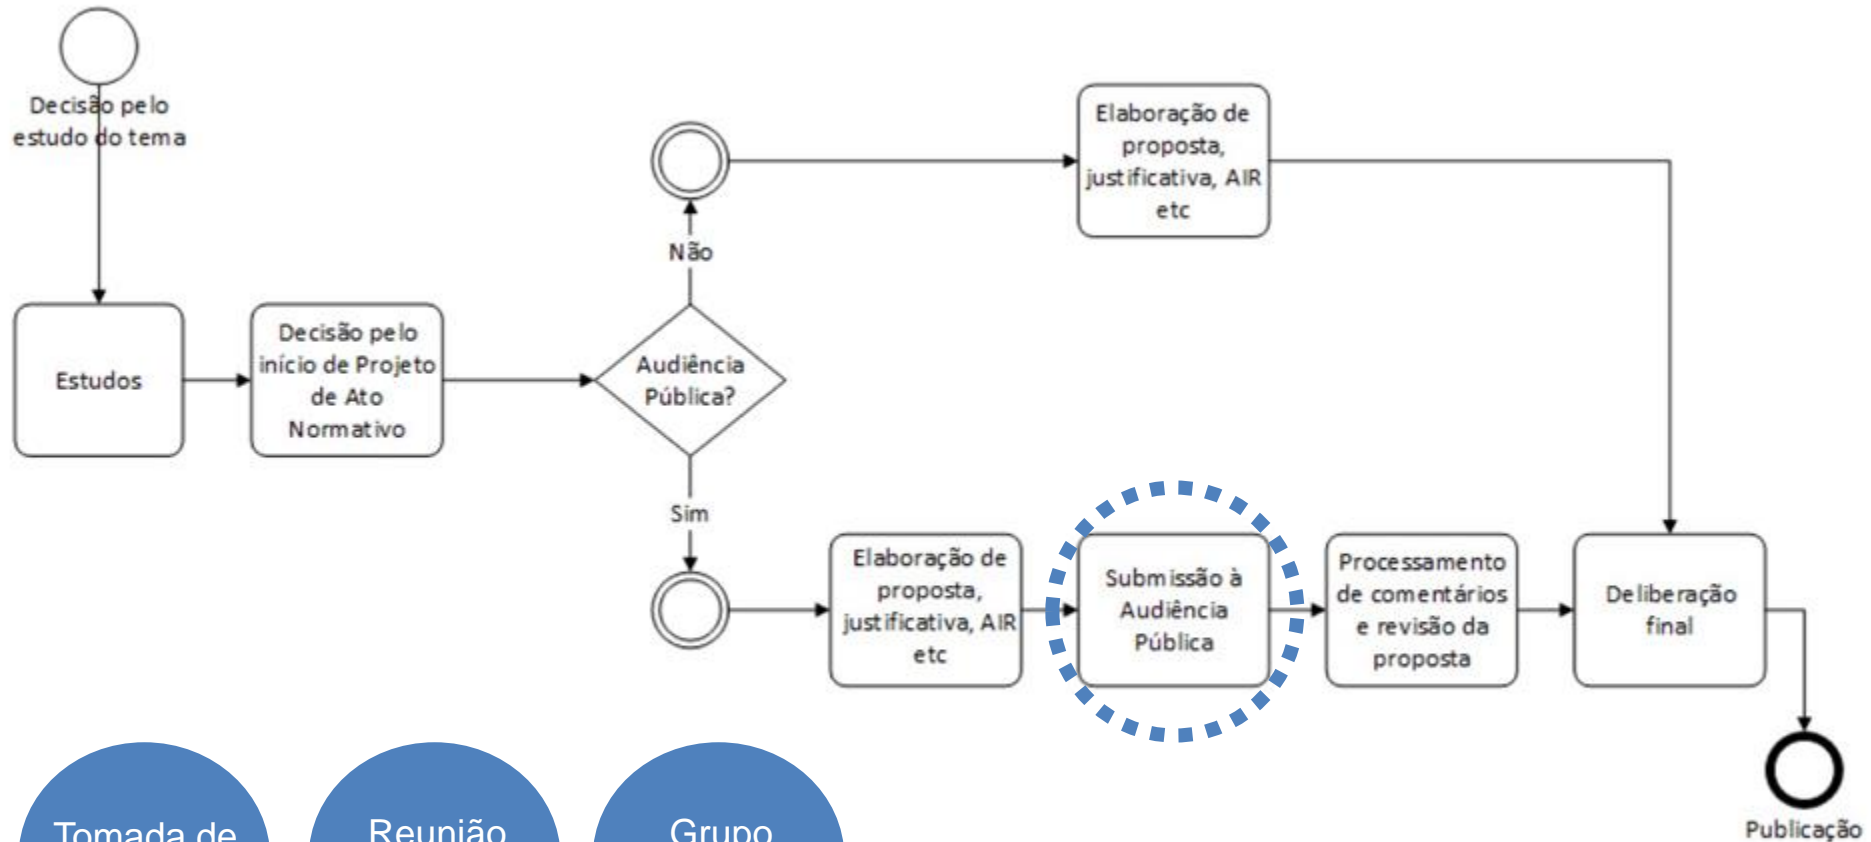 Decisão pelo
estudo do tema
Estudos
Decisão pelo
início de Projeto
de Ato
Normativo
Audiência
Pública?
Não
Elaboração de
proposta,
justificativa, AIR
etc
Sim
Elaboração de
proposta,
justificativa, AIR
etc
Submissão à
Audiência
Pública
Processamento
de comentários
e revisão da
proposta
Deliberação
final
Publicação
Tomada de
Reunião
Grupo